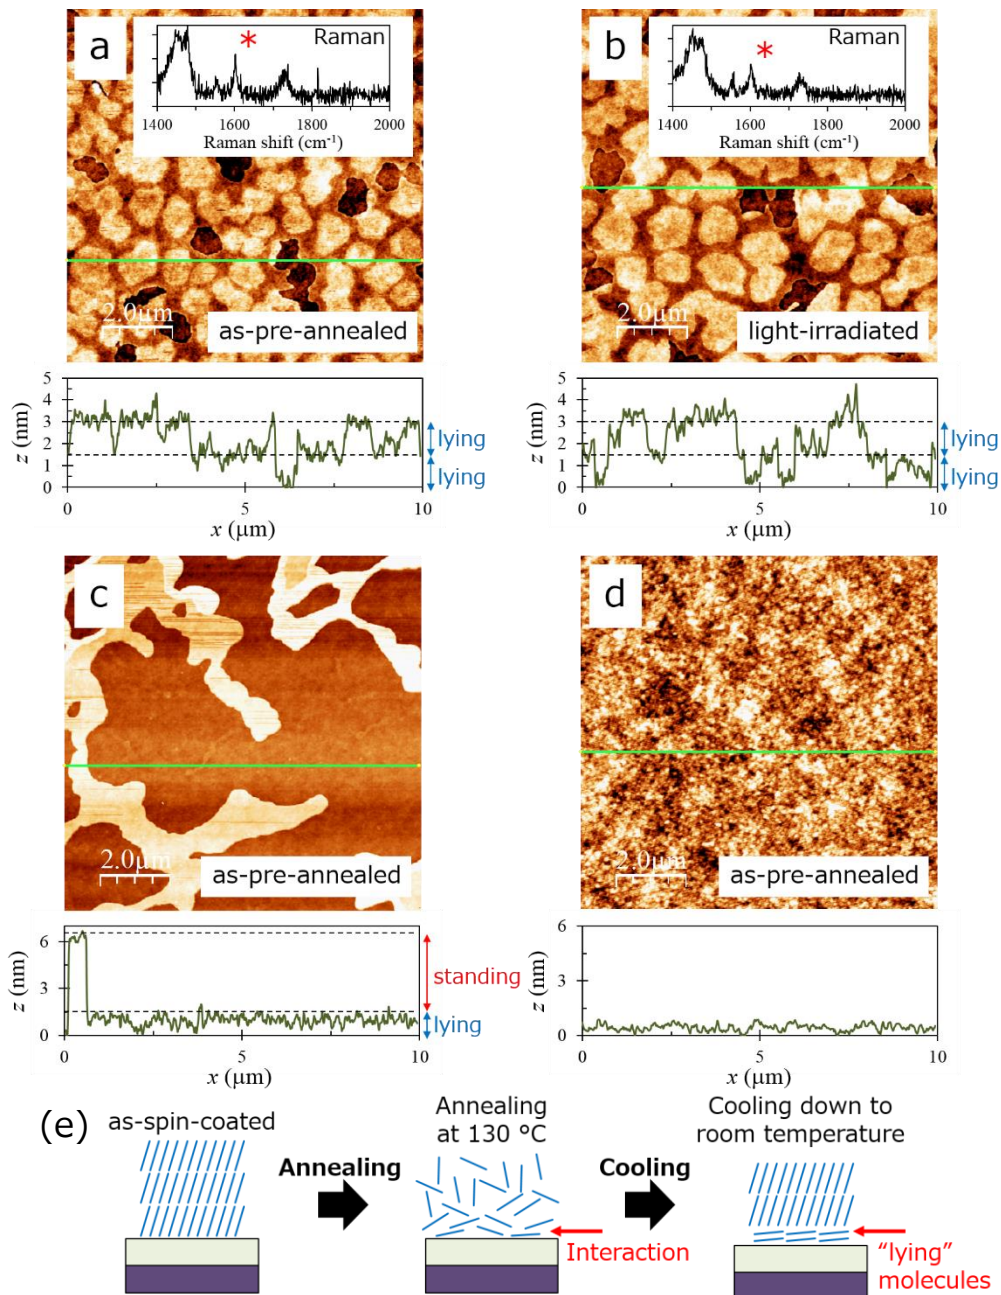 a
Raman
*
1400 1600 1800 2000
Raman shift (cm⁻¹)
2.0μm
as-pre-annealed
b
Raman
*
1400 1600 1800 2000
Raman shift (cm⁻¹)
2.0μm
light-irradiated
5
4
3
2
1
0
z (nm)
lying
lying
0 5 10
x (μm)
5
4
3
2
1
0
z (nm)
lying
lying
0 5 10
x (μm)
c
2.0μm
as-pre-annealed
d
2.0μm
as-pre-annealed
6
3
0
z (nm)
standing
lying
0 5 10
x (μm)
6
3
0
z (nm)
0 5 10
x (μm)
(e)
as-spin-coated
Annealing
Annealing
at 130 °C
Interaction
Cooling
Cooling down to
room temperature
“lying”
molecules